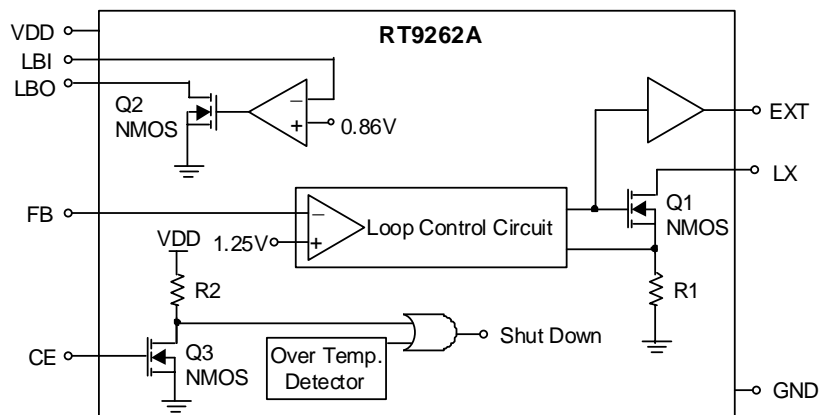 RT9262A
VDD
LBI
LBO
Q2
NMOS
−
+
0.86V
EXT
LX
FB
−
+
1.25V
Loop Control Circuit
Q1
NMOS
VDD
R2
R1
CE
Q3
NMOS
Over Temp.
Detector
Shut Down
GND